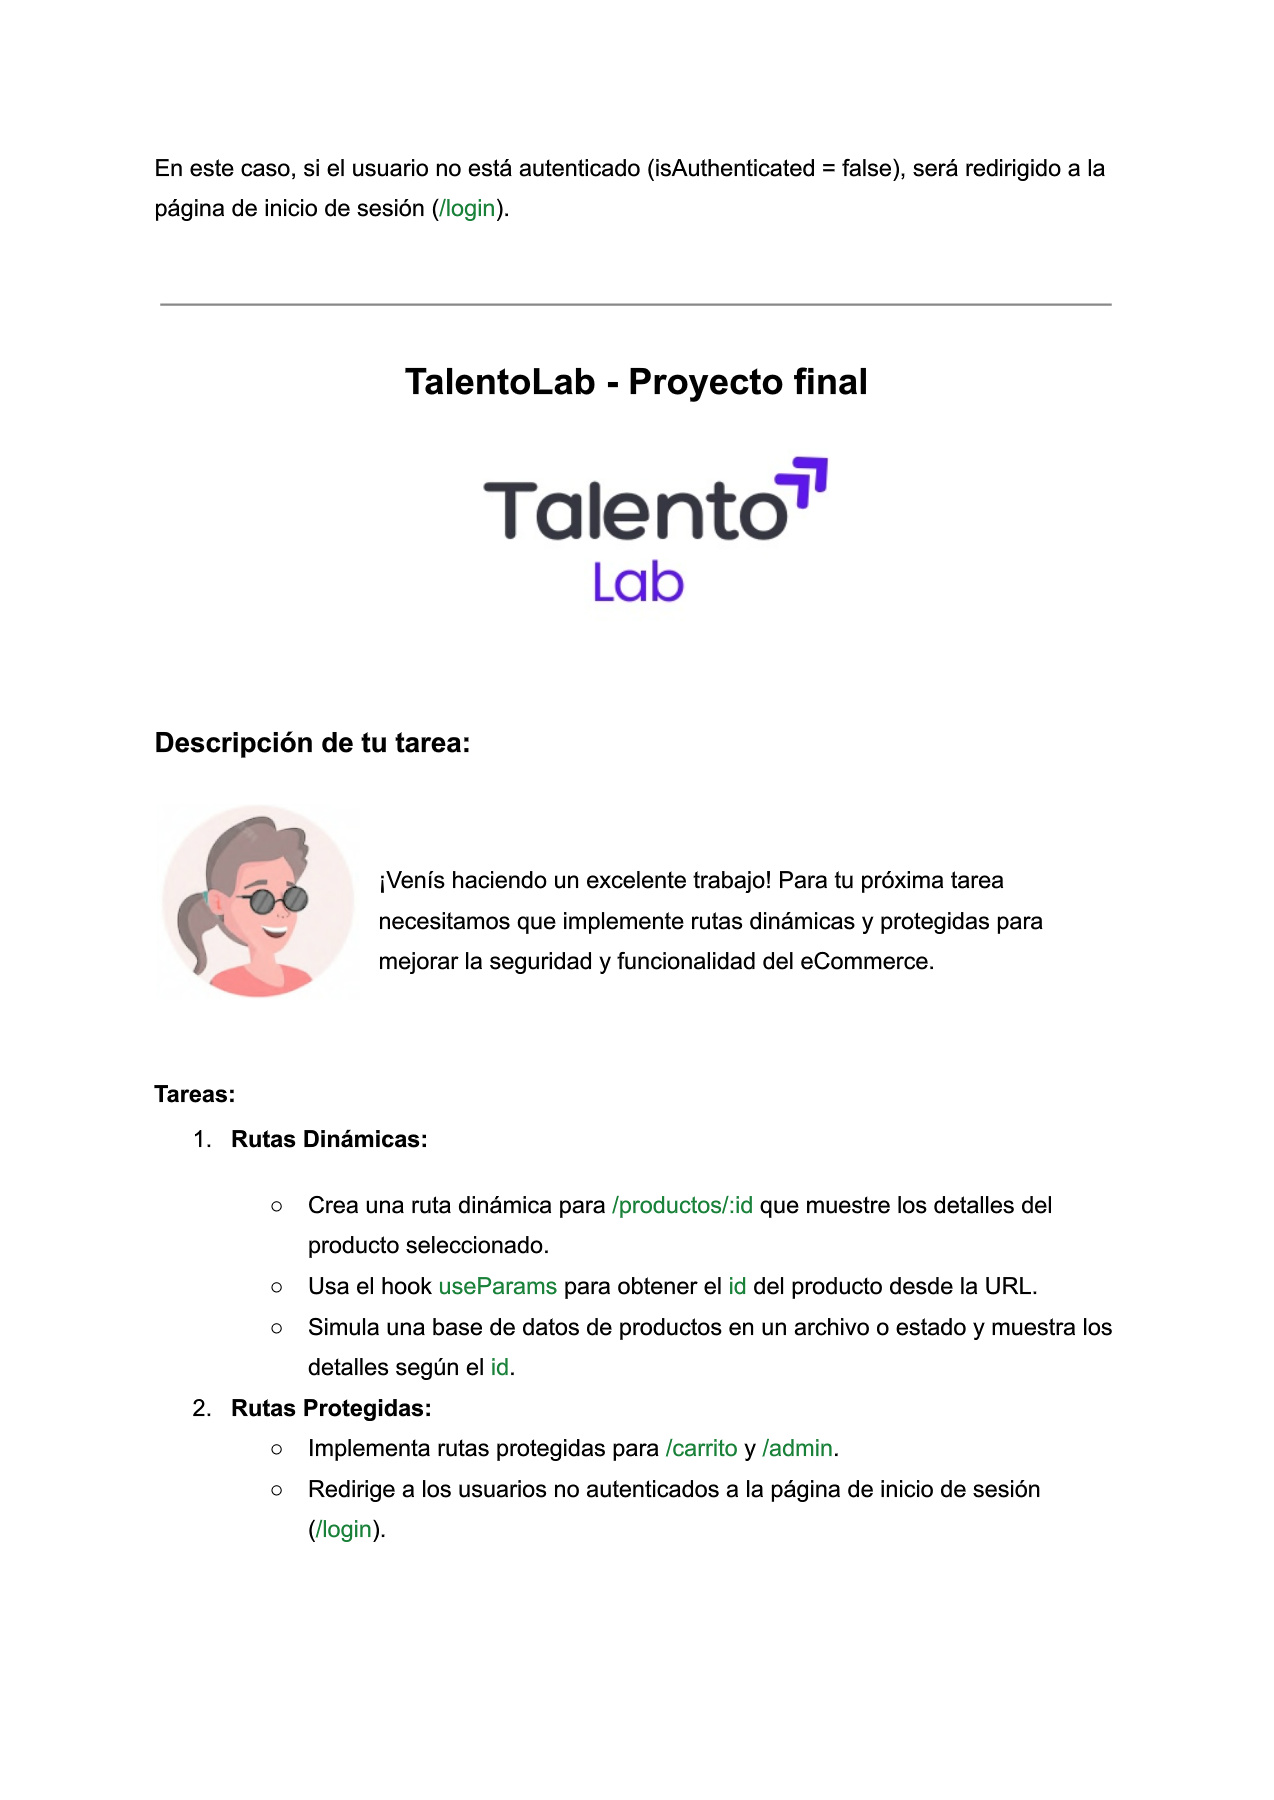 En este caso, si el usuario no está autenticado (isAuthenticated = false), será redirigido a la
página de inicio de sesión (/login).
TalentoLab - Proyecto final
Talento
Lab
Descripción de tu tarea:
¡Venís haciendo un excelente trabajo! Para tu próxima tarea
necesitamos que implemente rutas dinámicas y protegidas para
mejorar la seguridad y funcionalidad del eCommerce.
Tareas:
1. Rutas Dinámicas:
○ Crea una ruta dinámica para /productos/:id que muestre los detalles del
producto seleccionado.
○ Usa el hook useParams para obtener el id del producto desde la URL.
○ Simula una base de datos de productos en un archivo o estado y muestra los
detalles según el id.
2. Rutas Protegidas:
○ Implementa rutas protegidas para /carrito y /admin.
○ Redirige a los usuarios no autenticados a la página de inicio de sesión
(/login).